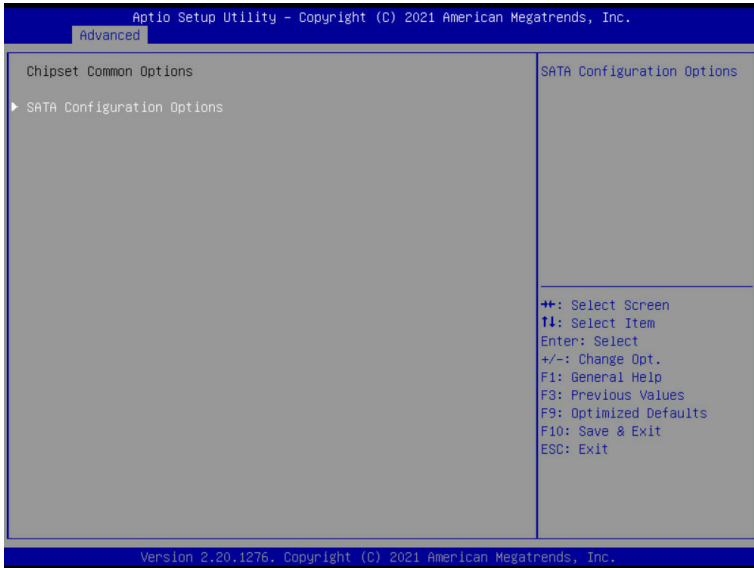 Aptio Setup Utility – Copyright (C) 2021 American Megatrends, Inc.
Advanced
Chipset Common Options
SATA Configuration Options
SATA Configuration Options
→←: Select Screen
↑↓: Select Item
Enter: Select
+/-: Change Opt.
F1: General Help
F3: Previous Values
F9: Optimized Defaults
F10: Save & Exit
ESC: Exit
Version 2.20.1276. Copyright (C) 2021 American Megatrends, Inc.